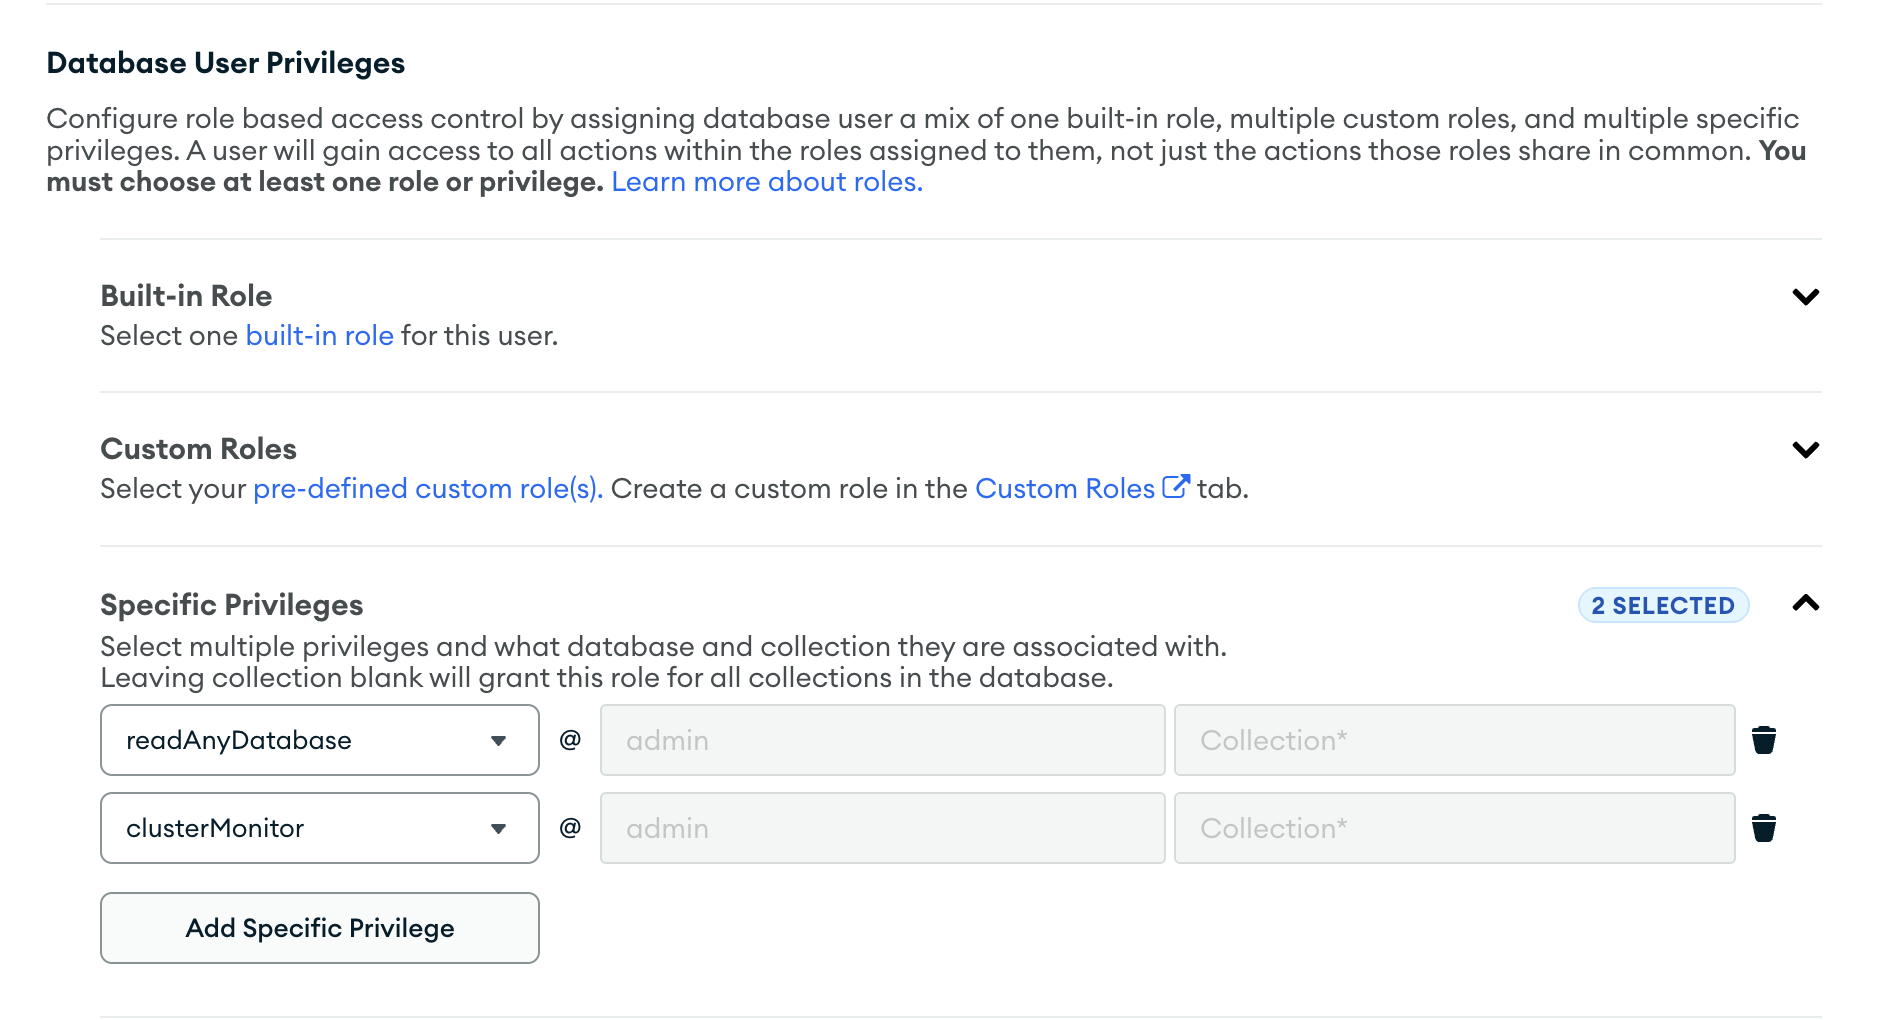 Database User Privileges
Configure role based access control by assigning database user a mix of one built-in role, multiple custom roles, and multiple specific
privileges. A user will gain access to all actions within the roles assigned to them, not just the actions those roles share in common. You
must choose at least one role or privilege. Learn more about roles.
Built-in Role
Select one built-in role for this user.
Custom Roles
Select your pre-defined custom role(s). Create a custom role in the Custom Roles tab.
Specific Privileges
2 SELECTED
Select multiple privileges and what database and collection they are associated with.
Leaving collection blank will grant this role for all collections in the database.
readAnyDatabase @ admin Collection*
clusterMonitor @ admin Collection*
Add Specific Privilege